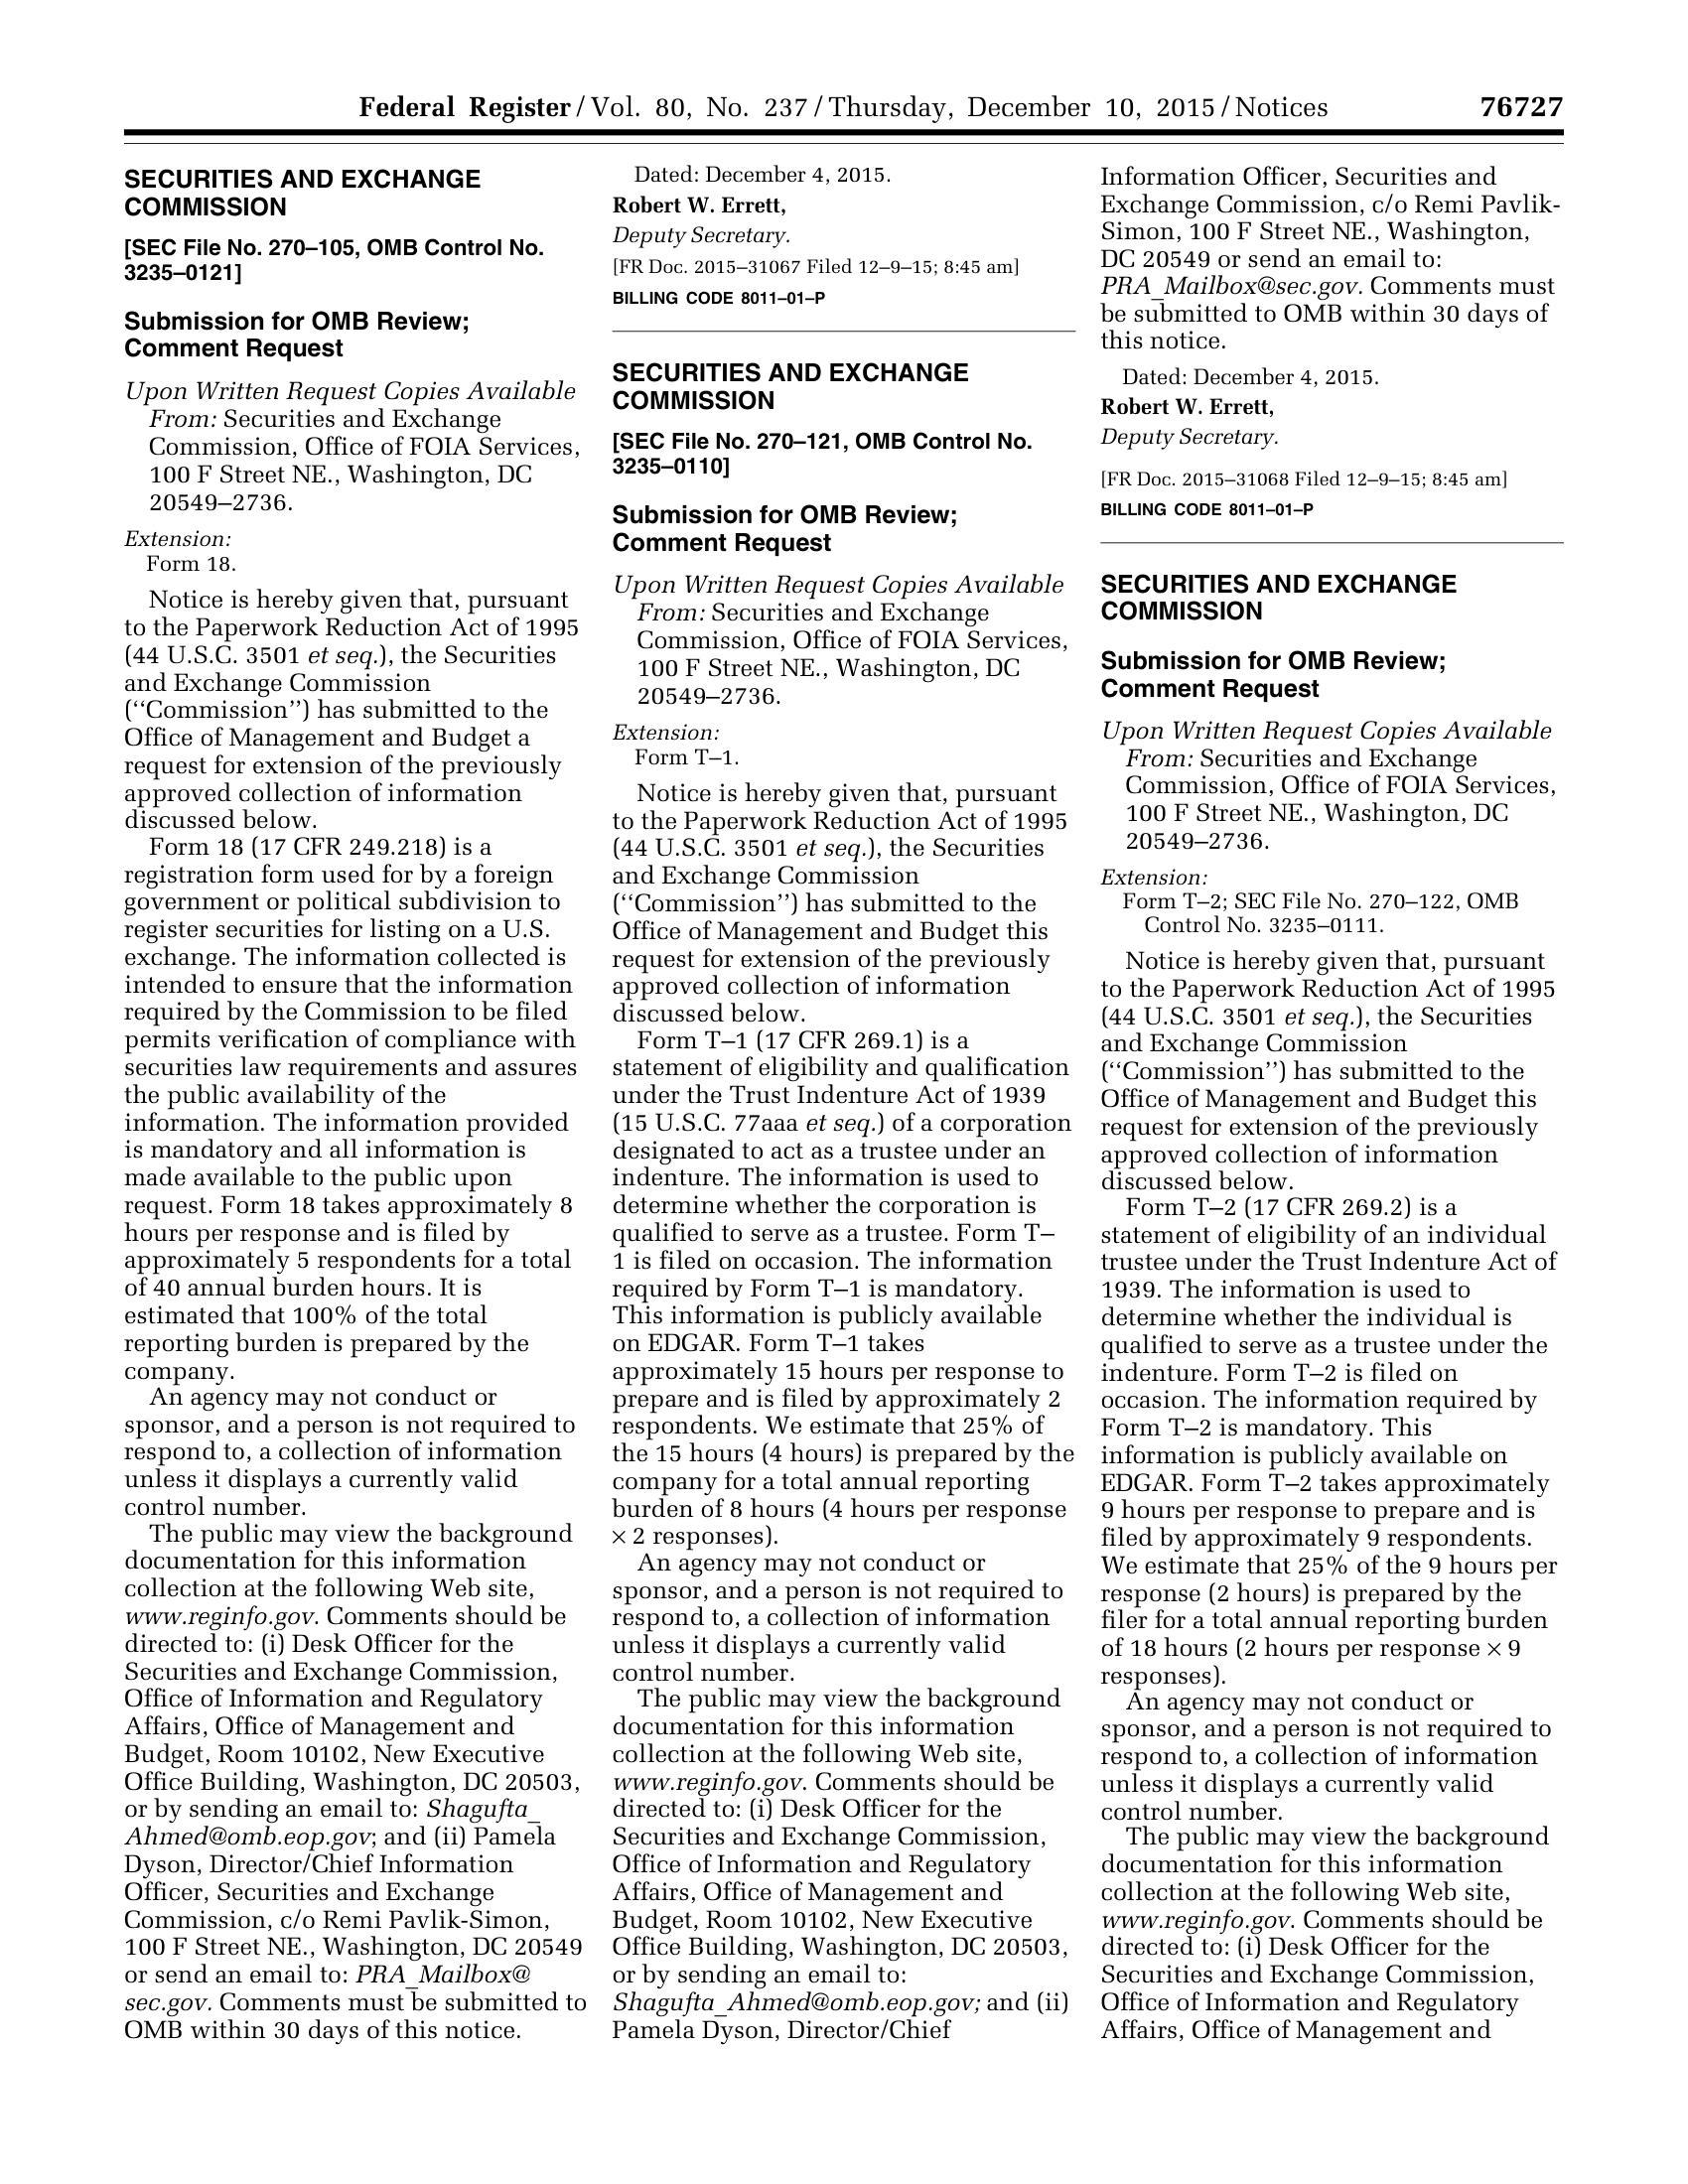 Federal Register / Vol. 80, No. 237 / Thursday, December 10, 2015 / Notices 76727
SECURITIES AND EXCHANGE
COMMISSION
[SEC File No. 270–105, OMB Control No.
3235–0121]
Submission for OMB Review;
Comment Request
Upon Written Request Copies Available
From: Securities and Exchange
Commission, Office of FOIA Services,
100 F Street NE., Washington, DC
20549–2736.
Extension:
Form 18.
Notice is hereby given that, pursuant
to the Paperwork Reduction Act of 1995
(44 U.S.C. 3501 et seq.), the Securities
and Exchange Commission
(‘‘Commission’’) has submitted to the
Office of Management and Budget a
request for extension of the previously
approved collection of information
discussed below.
Form 18 (17 CFR 249.218) is a
registration form used for by a foreign
government or political subdivision to
register securities for listing on a U.S.
exchange. The information collected is
intended to ensure that the information
required by the Commission to be filed
permits verification of compliance with
securities law requirements and assures
the public availability of the
information. The information provided
is mandatory and all information is
made available to the public upon
request. Form 18 takes approximately 8
hours per response and is filed by
approximately 5 respondents for a total
of 40 annual burden hours. It is
estimated that 100% of the total
reporting burden is prepared by the
company.
An agency may not conduct or
sponsor, and a person is not required to
respond to, a collection of information
unless it displays a currently valid
control number.
The public may view the background
documentation for this information
collection at the following Web site,
www.reginfo.gov. Comments should be
directed to: (i) Desk Officer for the
Securities and Exchange Commission,
Office of Information and Regulatory
Affairs, Office of Management and
Budget, Room 10102, New Executive
Office Building, Washington, DC 20503,
or by sending an email to: Shagufta_
Ahmed@omb.eop.gov; and (ii) Pamela
Dyson, Director/Chief Information
Officer, Securities and Exchange
Commission, c/o Remi Pavlik-Simon,
100 F Street NE., Washington, DC 20549
or send an email to: PRA_Mailbox@
sec.gov. Comments must be submitted to
OMB within 30 days of this notice.
Dated: December 4, 2015.
Robert W. Errett,
Deputy Secretary.
[FR Doc. 2015–31067 Filed 12–9–15; 8:45 am]
BILLING CODE 8011–01–P
SECURITIES AND EXCHANGE
COMMISSION
[SEC File No. 270–121, OMB Control No.
3235–0110]
Submission for OMB Review;
Comment Request
Upon Written Request Copies Available
From: Securities and Exchange
Commission, Office of FOIA Services,
100 F Street NE., Washington, DC
20549–2736.
Extension:
Form T–1.
Notice is hereby given that, pursuant
to the Paperwork Reduction Act of 1995
(44 U.S.C. 3501 et seq.), the Securities
and Exchange Commission
(‘‘Commission’’) has submitted to the
Office of Management and Budget this
request for extension of the previously
approved collection of information
discussed below.
Form T–1 (17 CFR 269.1) is a
statement of eligibility and qualification
under the Trust Indenture Act of 1939
(15 U.S.C. 77aaa et seq.) of a corporation
designated to act as a trustee under an
indenture. The information is used to
determine whether the corporation is
qualified to serve as a trustee. Form T–
1 is filed on occasion. The information
required by Form T–1 is mandatory.
This information is publicly available
on EDGAR. Form T–1 takes
approximately 15 hours per response to
prepare and is filed by approximately 2
respondents. We estimate that 25% of
the 15 hours (4 hours) is prepared by the
company for a total annual reporting
burden of 8 hours (4 hours per response
× 2 responses).
An agency may not conduct or
sponsor, and a person is not required to
respond to, a collection of information
unless it displays a currently valid
control number.
The public may view the background
documentation for this information
collection at the following Web site,
www.reginfo.gov. Comments should be
directed to: (i) Desk Officer for the
Securities and Exchange Commission,
Office of Information and Regulatory
Affairs, Office of Management and
Budget, Room 10102, New Executive
Office Building, Washington, DC 20503,
or by sending an email to:
Shagufta_Ahmed@omb.eop.gov; and (ii)
Pamela Dyson, Director/Chief
Information Officer, Securities and
Exchange Commission, c/o Remi Pavlik-
Simon, 100 F Street NE., Washington,
DC 20549 or send an email to:
PRA_Mailbox@sec.gov. Comments must
be submitted to OMB within 30 days of
this notice.
Dated: December 4, 2015.
Robert W. Errett,
Deputy Secretary.
[FR Doc. 2015–31068 Filed 12–9–15; 8:45 am]
BILLING CODE 8011–01–P
SECURITIES AND EXCHANGE
COMMISSION
Submission for OMB Review;
Comment Request
Upon Written Request Copies Available
From: Securities and Exchange
Commission, Office of FOIA Services,
100 F Street NE., Washington, DC
20549–2736.
Extension:
Form T–2; SEC File No. 270–122, OMB
Control No. 3235–0111.
Notice is hereby given that, pursuant
to the Paperwork Reduction Act of 1995
(44 U.S.C. 3501 et seq.), the Securities
and Exchange Commission
(‘‘Commission’’) has submitted to the
Office of Management and Budget this
request for extension of the previously
approved collection of information
discussed below.
Form T–2 (17 CFR 269.2) is a
statement of eligibility of an individual
trustee under the Trust Indenture Act of
1939. The information is used to
determine whether the individual is
qualified to serve as a trustee under the
indenture. Form T–2 is filed on
occasion. The information required by
Form T–2 is mandatory. This
information is publicly available on
EDGAR. Form T–2 takes approximately
9 hours per response to prepare and is
filed by approximately 9 respondents.
We estimate that 25% of the 9 hours per
response (2 hours) is prepared by the
filer for a total annual reporting burden
of 18 hours (2 hours per response × 9
responses).
An agency may not conduct or
sponsor, and a person is not required to
respond to, a collection of information
unless it displays a currently valid
control number.
The public may view the background
documentation for this information
collection at the following Web site,
www.reginfo.gov. Comments should be
directed to: (i) Desk Officer for the
Securities and Exchange Commission,
Office of Information and Regulatory
Affairs, Office of Management and